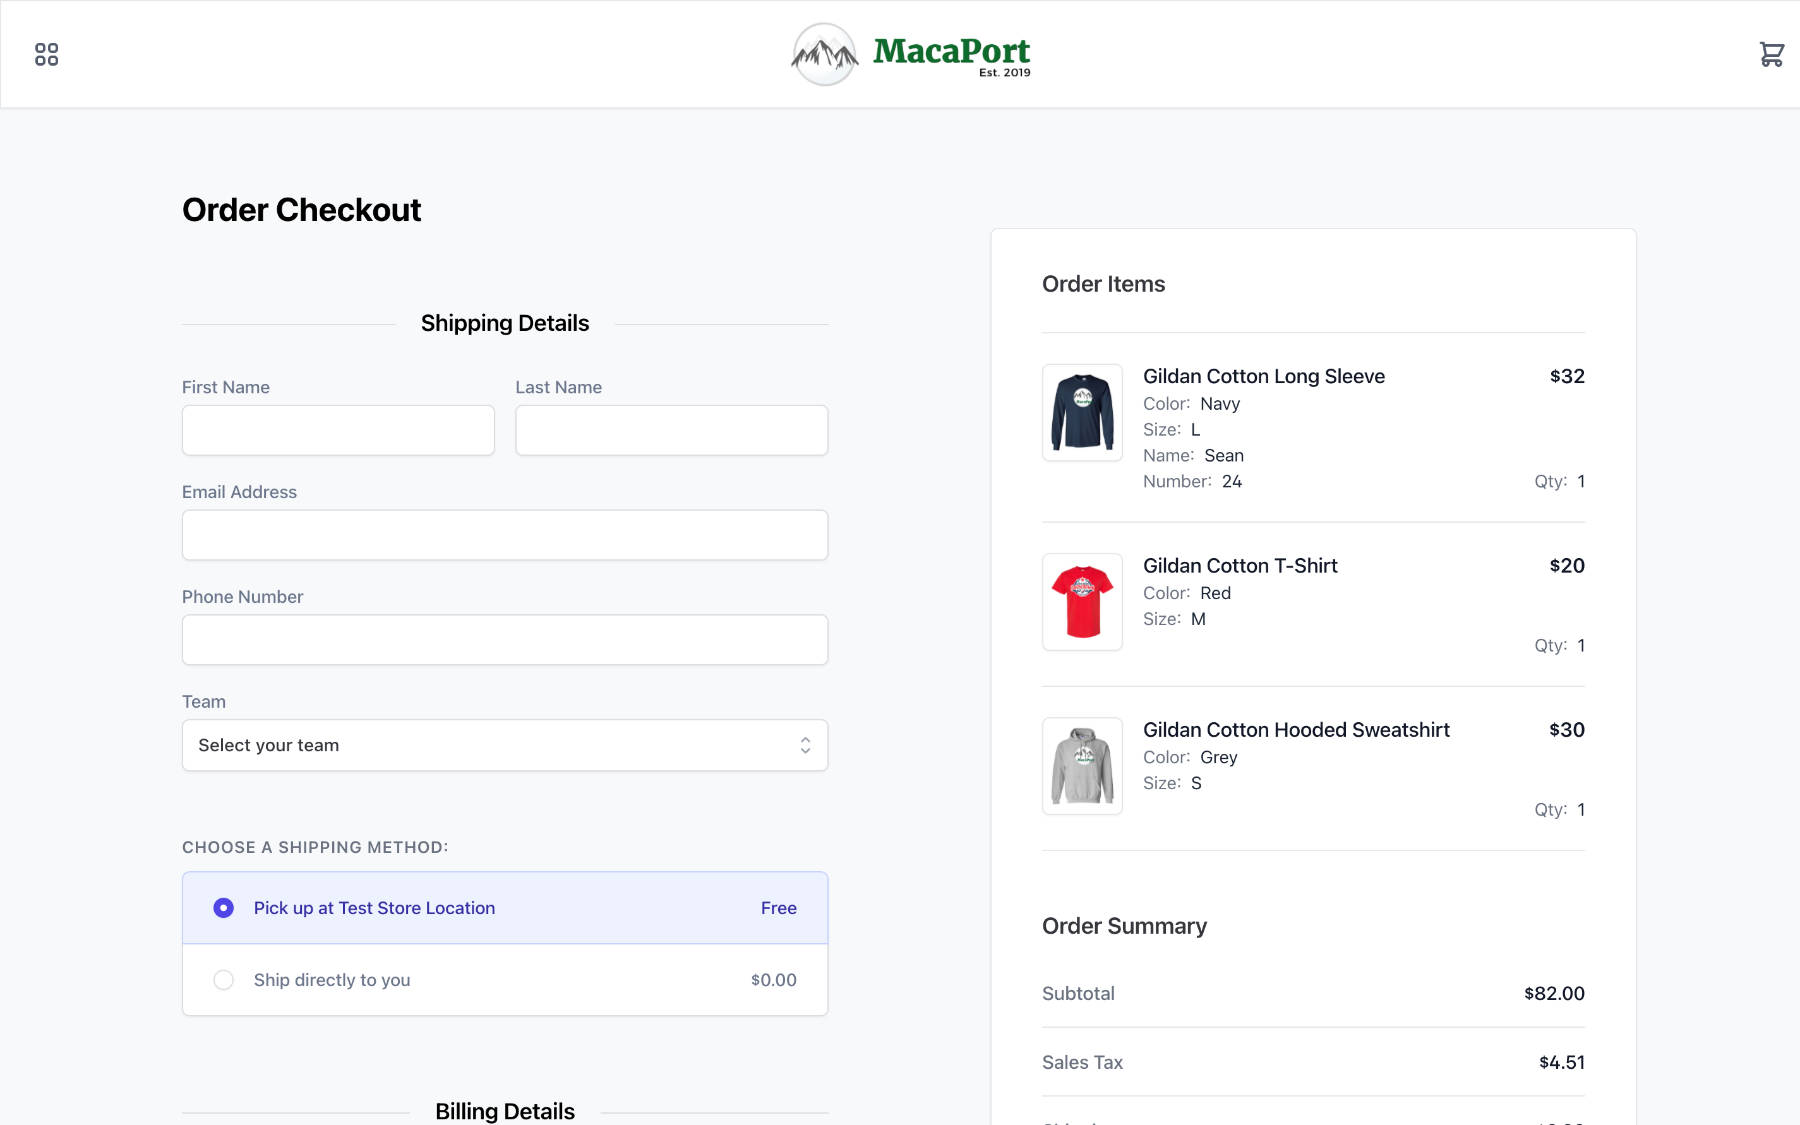 MacaPort
Est. 2019
Order Checkout
Shipping Details
First Name
Last Name
Email Address
Phone Number
Team
Select your team
CHOOSE A SHIPPING METHOD:
Pick up at Test Store Location Free
Ship directly to you $0.00
Billing Details
Order Items
Gildan Cotton Long Sleeve $32
Color: Navy
Size: L
Name: Sean
Number: 24 Qty: 1
Gildan Cotton T-Shirt $20
Color: Red
Size: M
Qty: 1
Gildan Cotton Hooded Sweatshirt $30
Color: Grey
Size: S
Qty: 1
Order Summary
Subtotal $82.00
Sales Tax $4.51